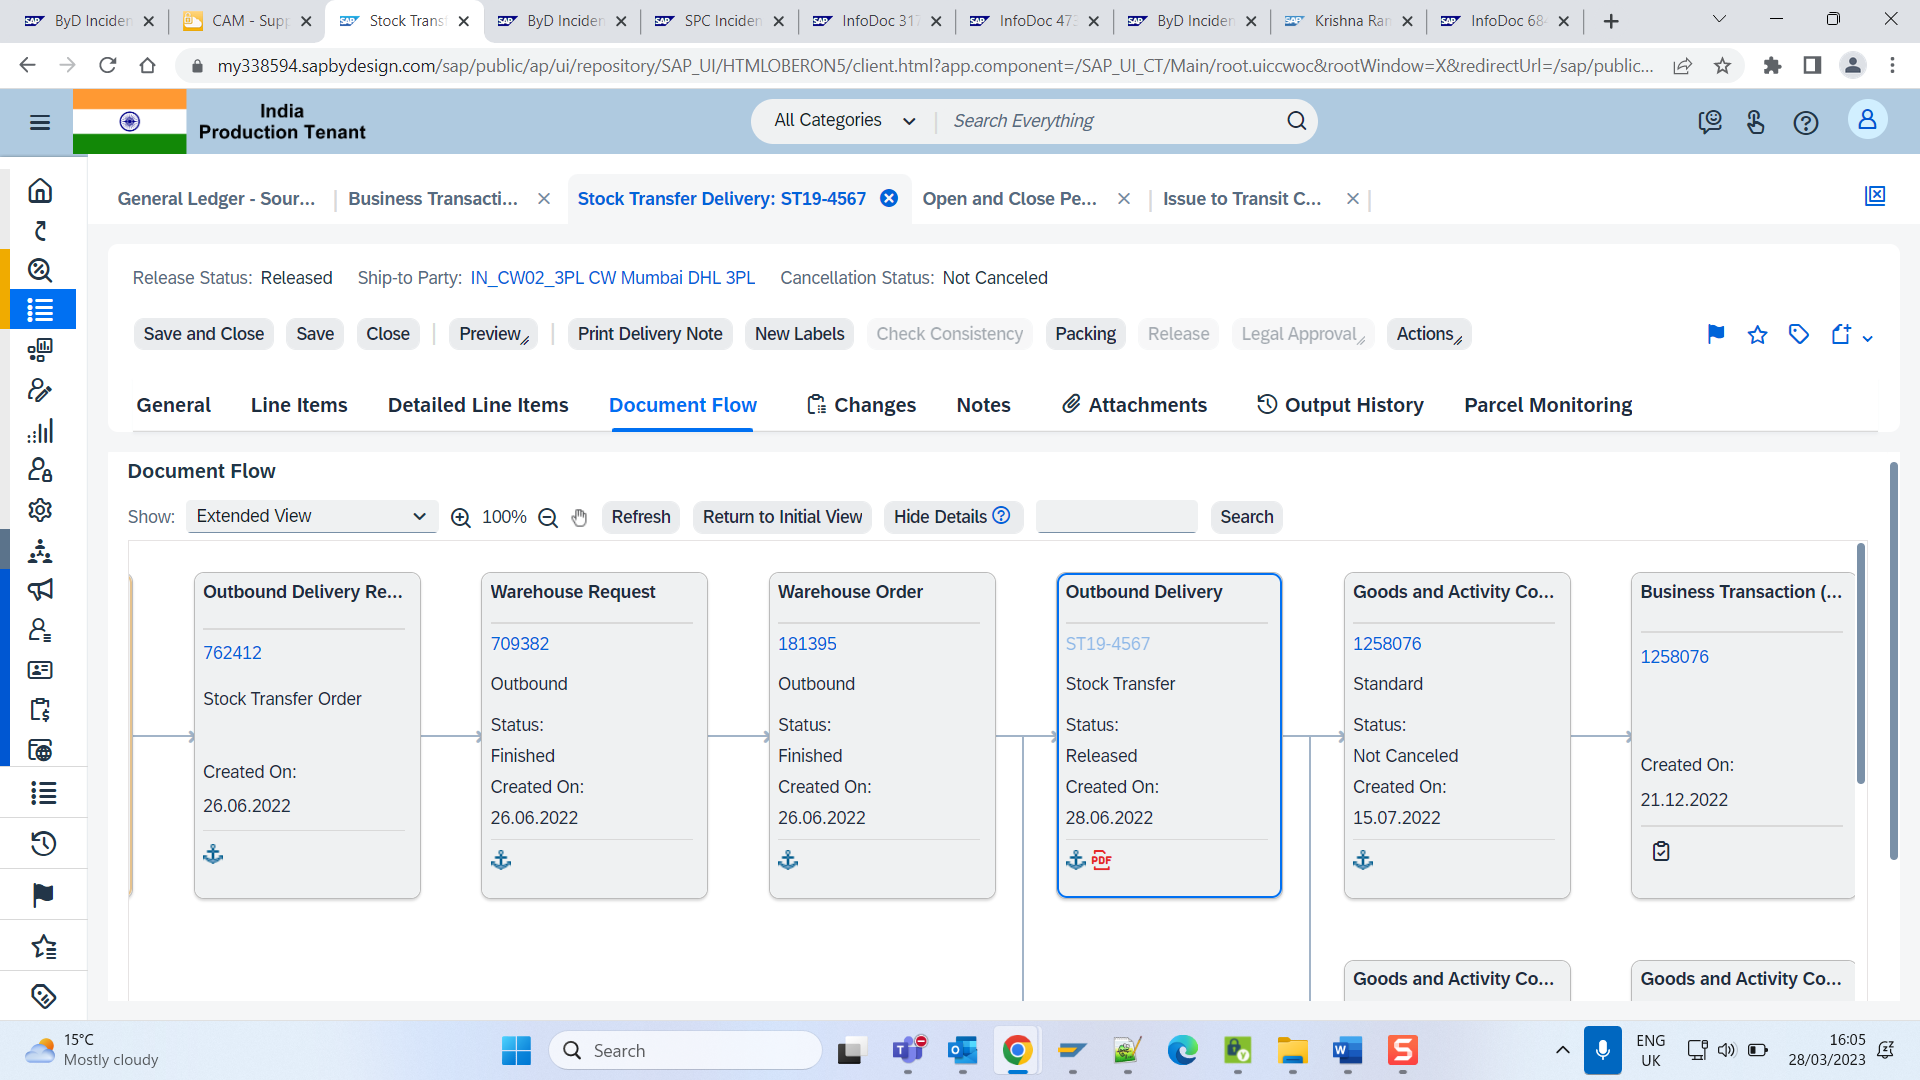 ByD Inciden
CAM - Supp
Stock Transf
ByD Inciden
SPC Inciden
InfoDoc 317
InfoDoc 473
ByD Inciden
Krishna Ran
InfoDoc 684
my338594.sapbydesign.com/sap/public/ap/ui/repository/SAP_UI/HTMLOBERON5/client.html?app.component=/SAP_UI_CT/Main/root.uiccwoc&rootWindow=X&redirectUrl=/sap/public...
India
Production Tenant
All Categories
Search Everything
General Ledger - Sour...
Business Transacti...
Stock Transfer Delivery: ST19-4567
Open and Close Pe...
Issue to Transit C...
Release Status: Released
Ship-to Party: IN_CW02_3PL CW Mumbai DHL 3PL
Cancellation Status: Not Canceled
Save and Close
Save
Close
Preview
Print Delivery Note
New Labels
Check Consistency
Packing
Release
Legal Approval
Actions
General
Line Items
Detailed Line Items
Document Flow
Changes
Notes
Attachments
Output History
Parcel Monitoring
Document Flow
Show:
Extended View
100%
Refresh
Return to Initial View
Hide Details
Search
Outbound Delivery Re...
762412
Stock Transfer Order
Created On:
26.06.2022
Warehouse Request
709382
Outbound
Status:
Finished
Created On:
26.06.2022
Warehouse Order
181395
Outbound
Status:
Finished
Created On:
26.06.2022
Outbound Delivery
ST19-4567
Stock Transfer
Status:
Released
Created On:
28.06.2022
PDF
Goods and Activity Co...
1258076
Standard
Status:
Not Canceled
Created On:
15.07.2022
Business Transaction (...
1258076
Created On:
21.12.2022
Goods and Activity Co...
Goods and Activity Co...
15°C
Mostly cloudy
Search
ENG
UK
16:05
28/03/2023